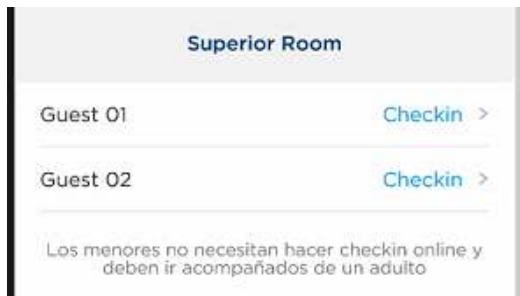 Superior Room
Guest 01
Checkin >
Guest 02
Checkin >
Los menores no necesitan hacer checkin online y
deben ir acompañados de un adulto